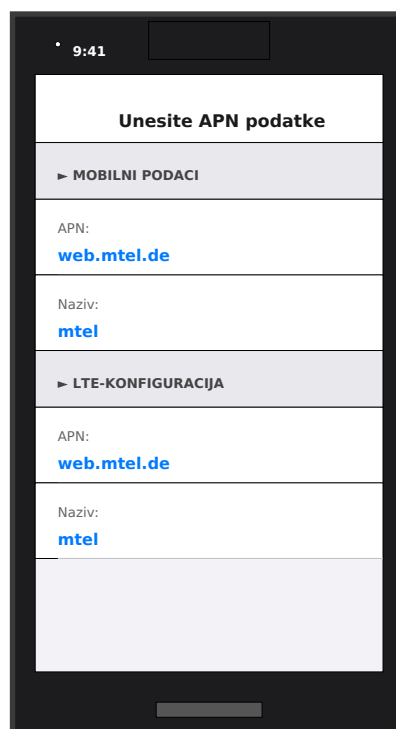 9:41
Unesite APN podatke
► MOBILNI PODACI
APN:
web.mtel.de
Naziv:
mtel
► LTE-KONFIGURACIJA
APN:
web.mtel.de
Naziv:
mtel